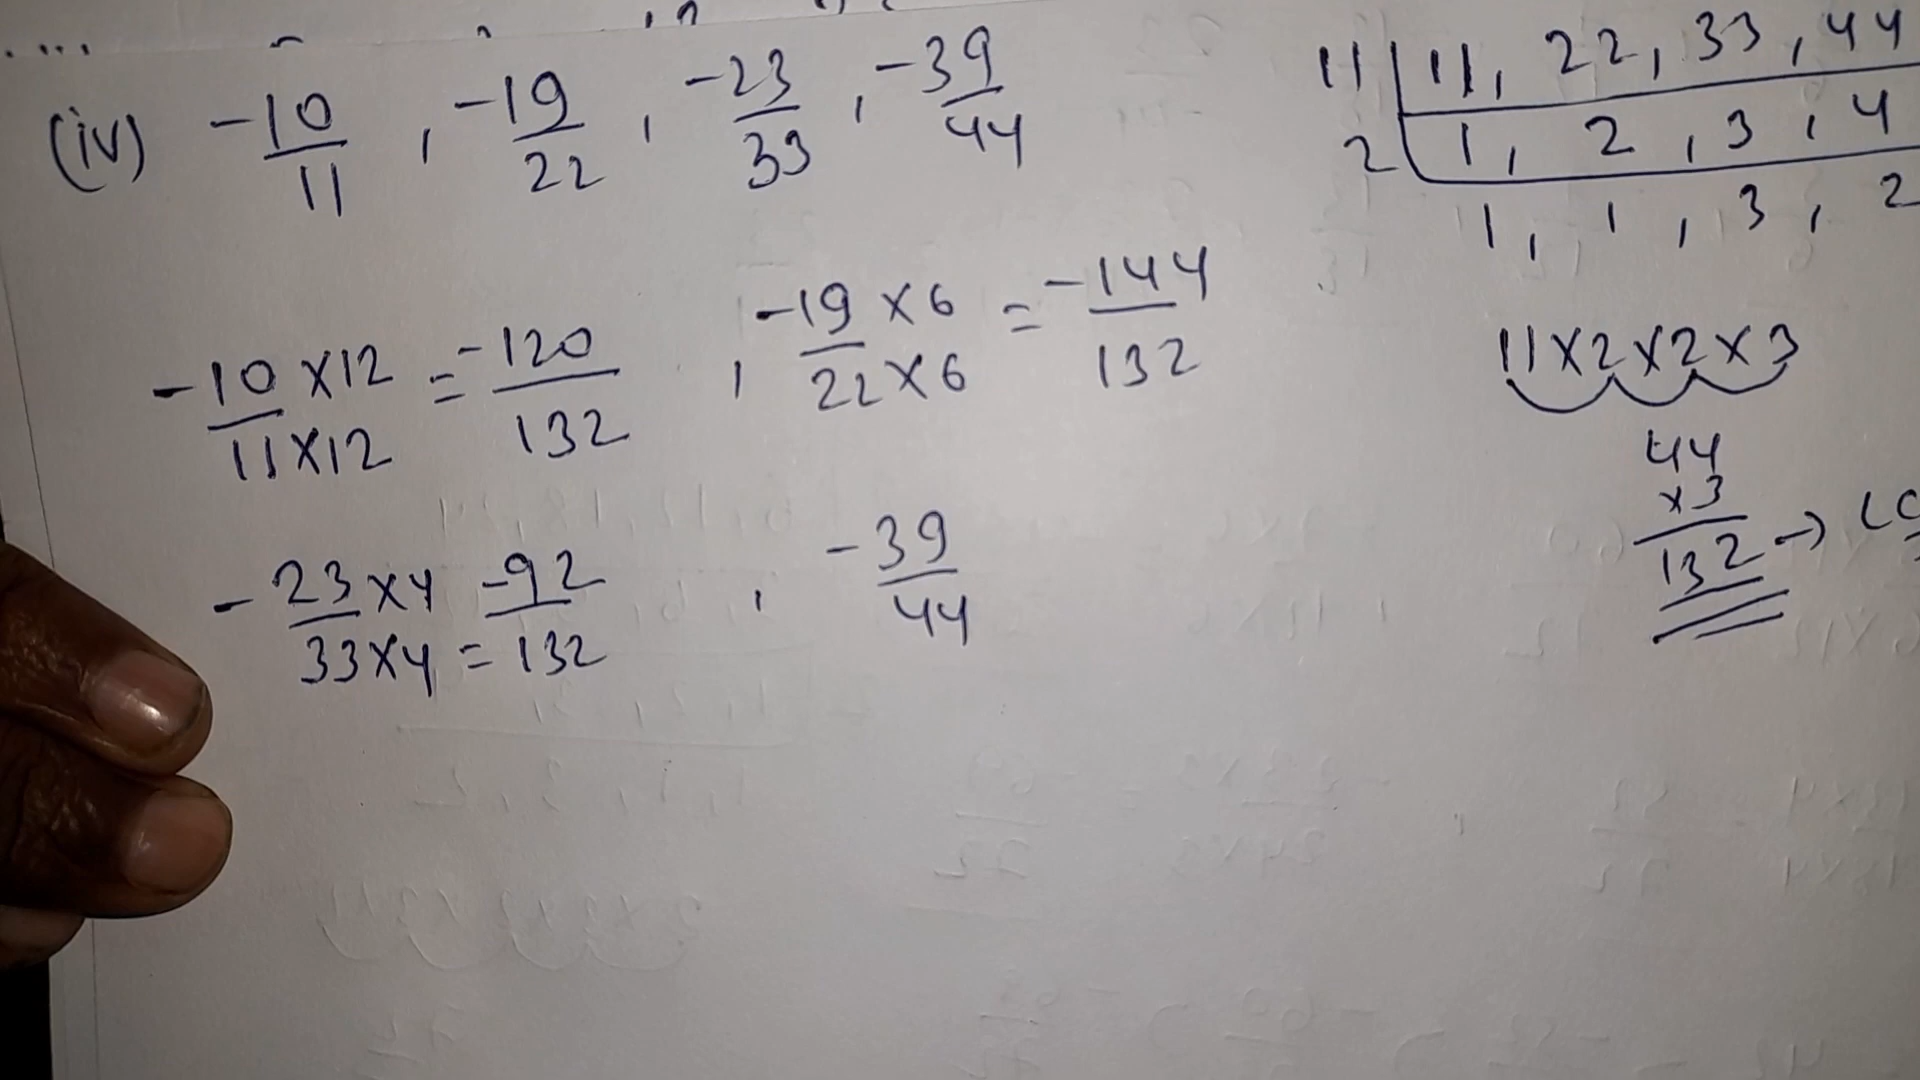 (iv) -10/11 , -19/22 , -23/33 , -39/44
11 | 11, 22, 33, 44
2 | 1, 2, 3, 4
1, 1, 3, 2
-10×12/11×12 = -120/132 , -19×6/22×6 = -144/132
11×2×2×3
44
×3
132 →
-23×4/33×4 = -92/132 , -39/44